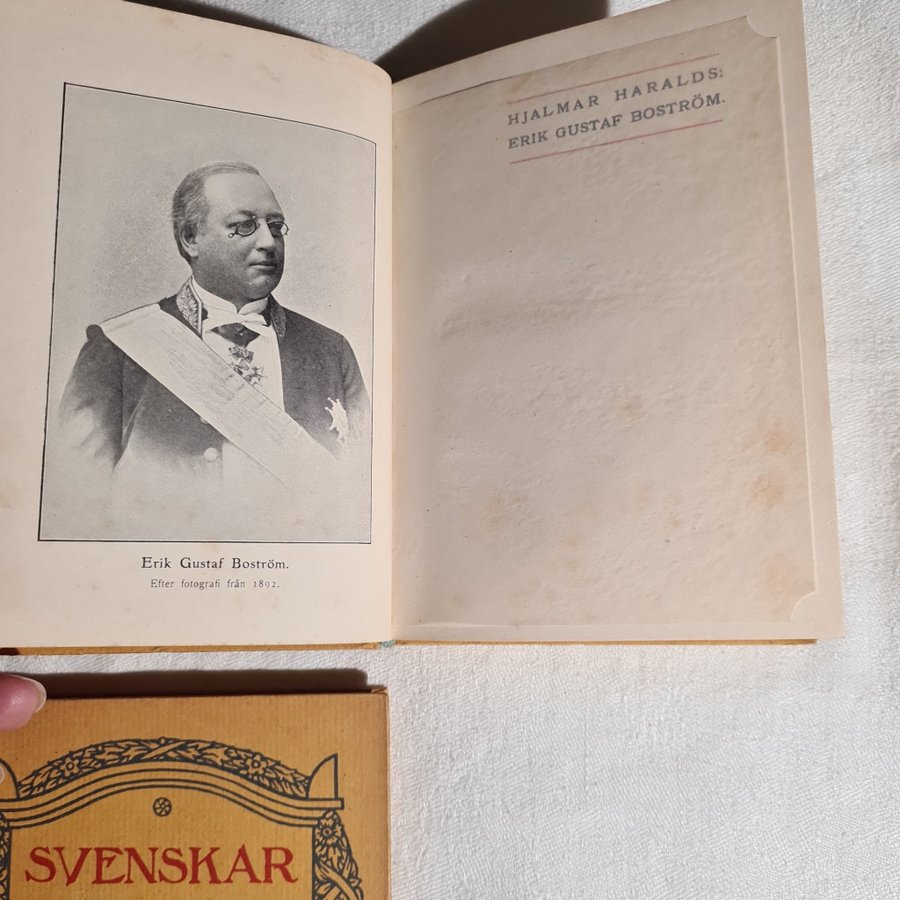 Erik Gustaf Boström.
Efter fotografi från 1892.
HJALMAR HARALDS:
ERIK GUSTAF BOSTRÖM.
SVENSKAR